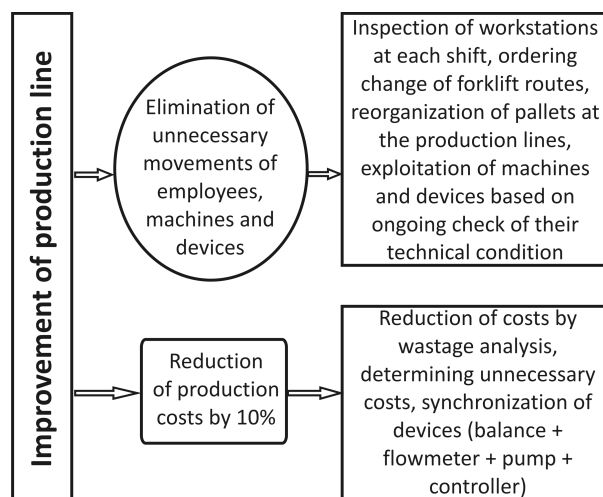 Improvement of production line
Elimination of
unnecessary
movements of
employees,
machines and
devices
Inspection of workstations
at each shift, ordering
change of forklift routes,
reorganization of pallets at
the production lines,
exploitation of machines
and devices based on
ongoing check of their
technical condition
Reduction
of production
costs by 10%
Reduction of costs by
wastage analysis,
determining unnecessary
costs, synchronization of
devices (balance +
flowmeter + pump +
controller)